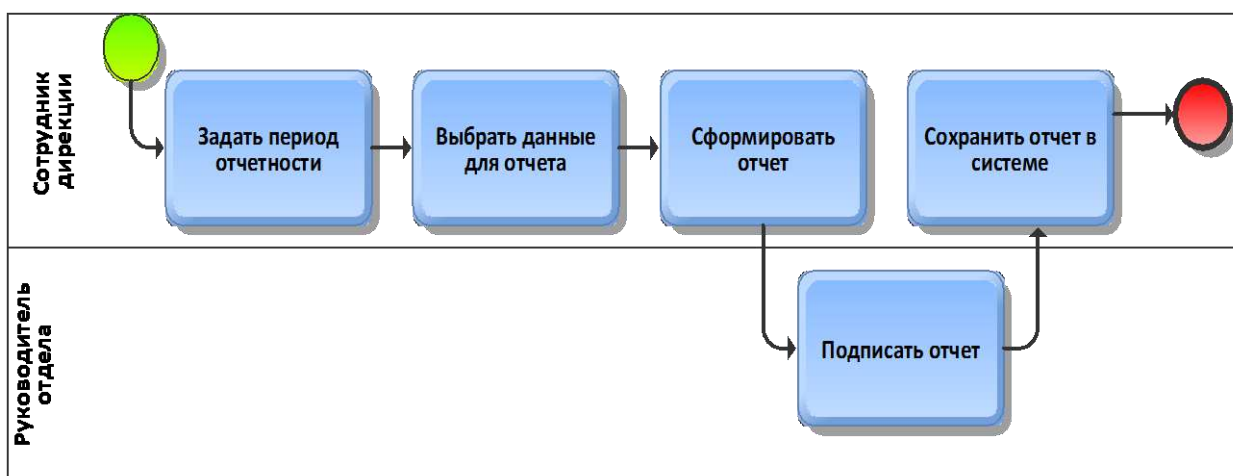 Сотрудник
дирекции
Задать период
отчетности
Выбрать данные
для отчета
Сформировать
отчет
Сохранить отчет в
системе
Руководитель
отдела
Подписать отчет